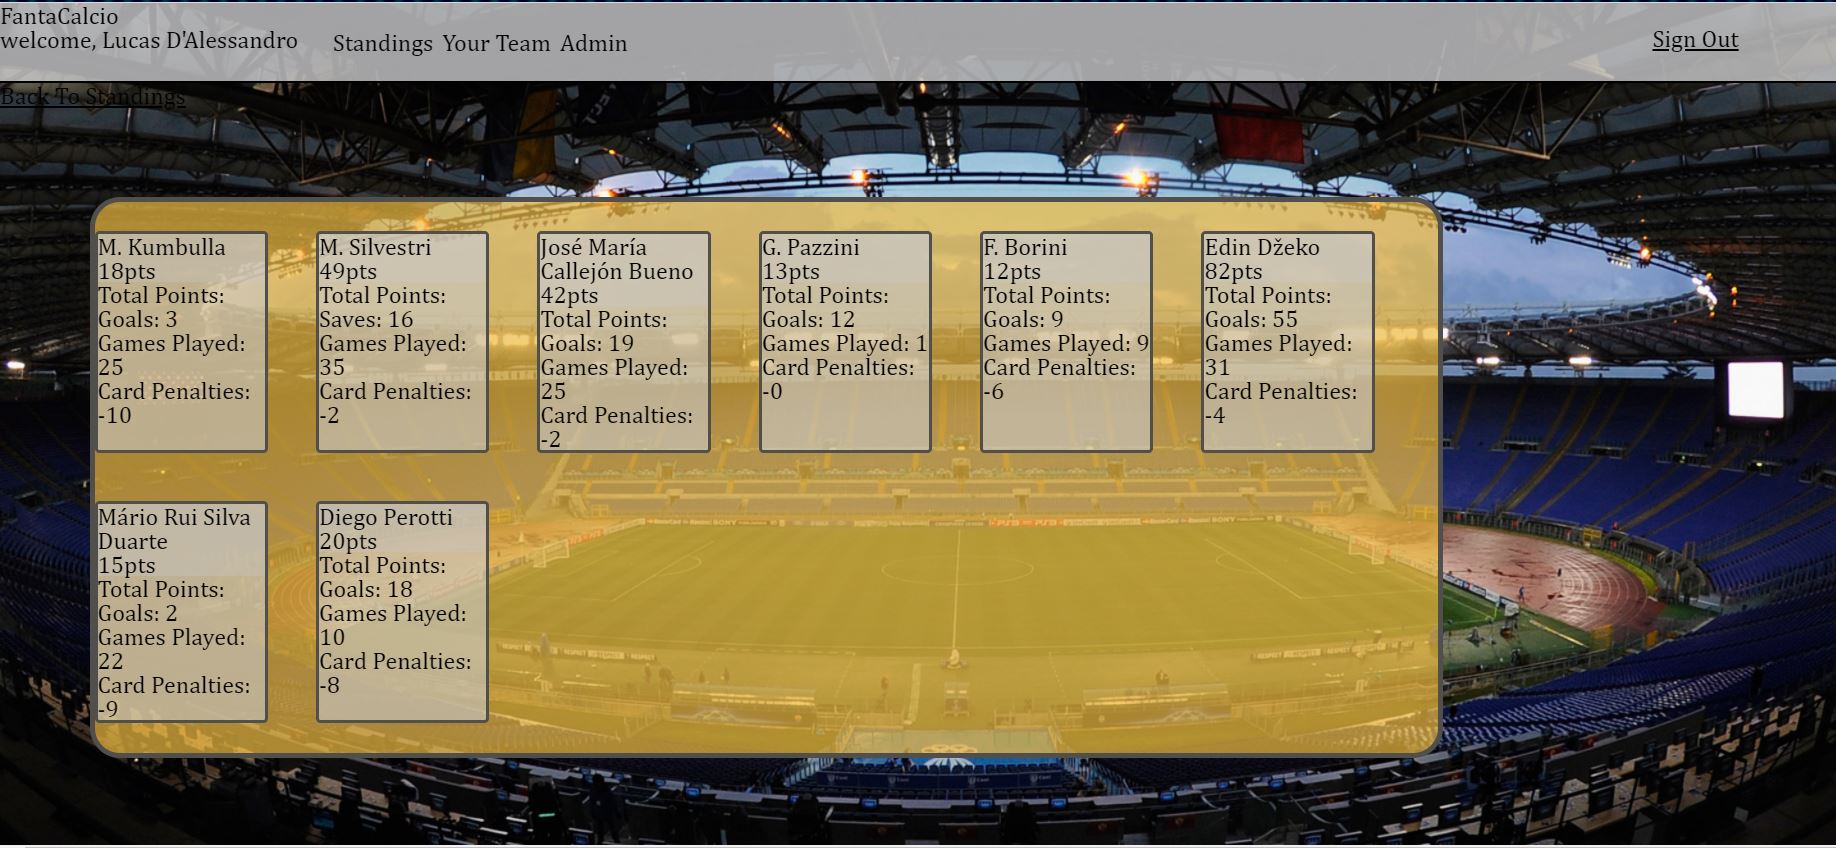 FantaCalcio
welcome, Lucas D'Alessandro
Standings Your Team Admin
Sign Out
Back To Standings
M. Kumbulla
18pts
Total Points:
Goals: 3
Games Played:
25
Card Penalties:
-10
M. Silvestri
49pts
Total Points:
Saves: 16
Games Played:
35
Card Penalties:
-2
José María
Callejón Bueno
42pts
Total Points:
Goals: 19
Games Played:
25
Card Penalties:
-2
G. Pazzini
13pts
Total Points:
Goals: 12
Games Played: 1
Card Penalties:
-0
F. Borini
12pts
Total Points:
Goals: 9
Games Played: 9
Card Penalties:
-6
Edin Džeko
82pts
Total Points:
Goals: 55
Games Played:
31
Card Penalties:
-4
Mário Rui Silva
Duarte
15pts
Total Points:
Goals: 2
Games Played:
22
Card Penalties:
-9
Diego Perotti
20pts
Total Points:
Goals: 18
Games Played:
10
Card Penalties:
-8